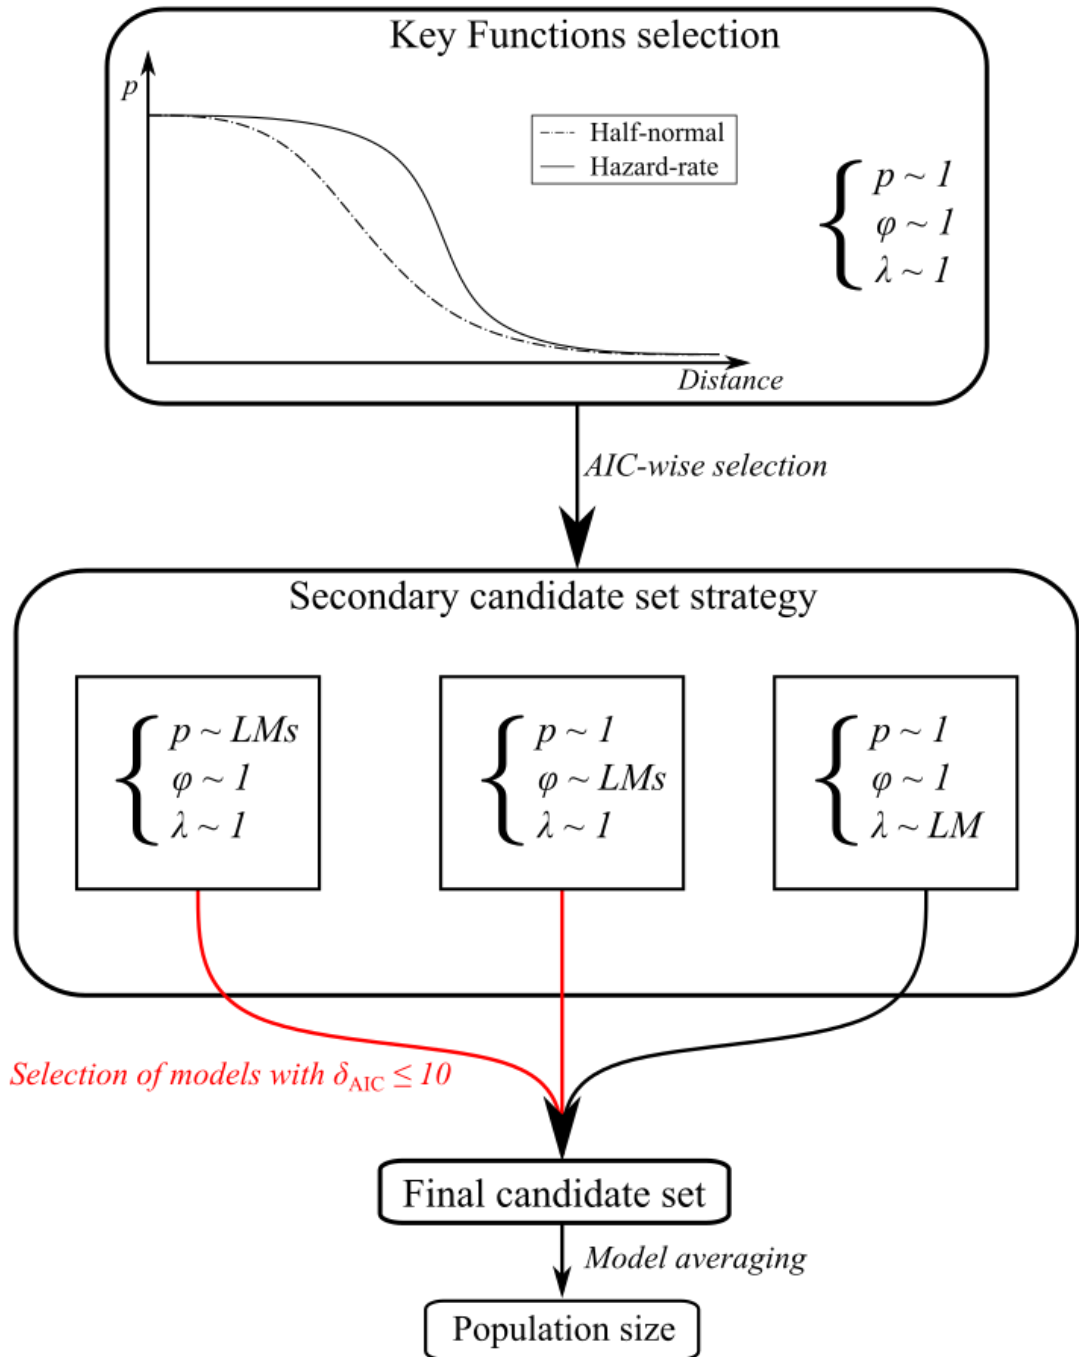 Key Functions selection
p
Half-normal
Hazard-rate
p ~ 1
φ ~ 1
λ ~ 1
Distance
AIC-wise selection
Secondary candidate set strategy
p ~ LMs
φ ~ 1
λ ~ 1
p ~ 1
φ ~ LMs
λ ~ 1
p ~ 1
φ ~ 1
λ ~ LM
Selection of models with δAIC ≤ 10
Final candidate set
Model averaging
Population size